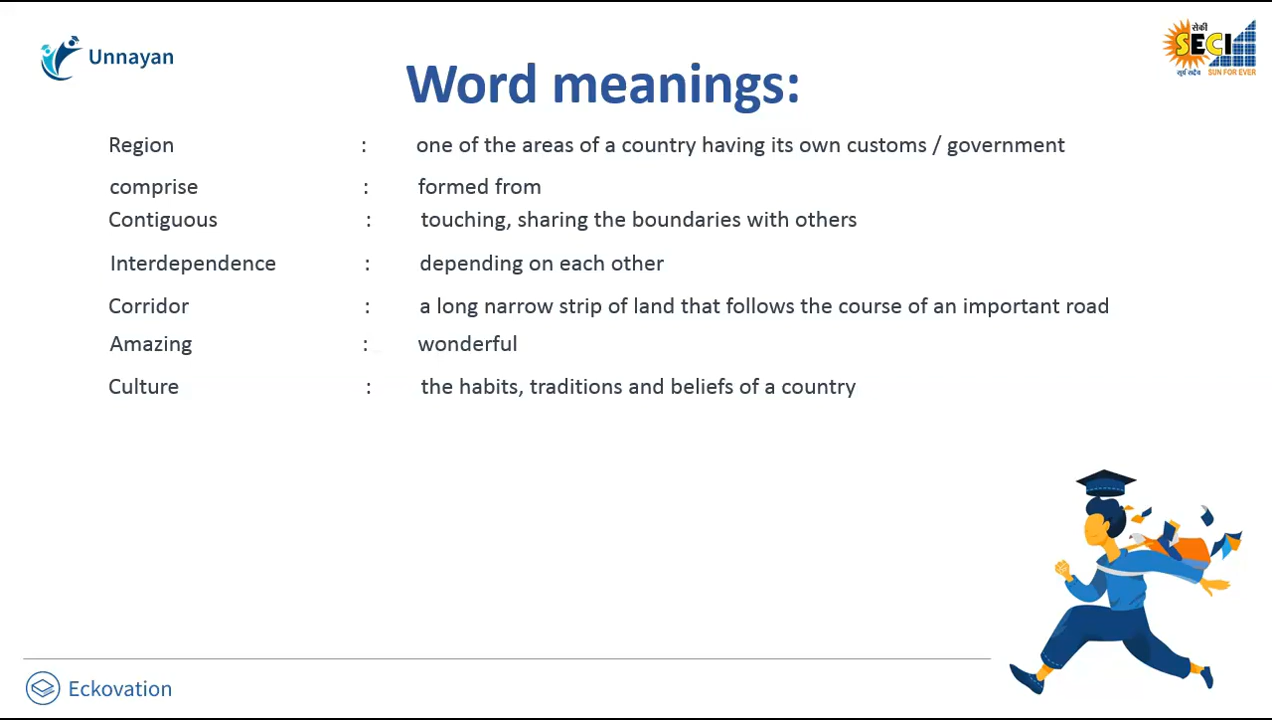 Unnayan
सेकी
SECI
सूर्य सदैव SUN FOR EVER
Word meanings:
Region : one of the areas of a country having its own customs / government
comprise : formed from
Contiguous : touching, sharing the boundaries with others
Interdependence : depending on each other
Corridor : a long narrow strip of land that follows the course of an important road
Amazing : wonderful
Culture : the habits, traditions and beliefs of a country
Eckovation